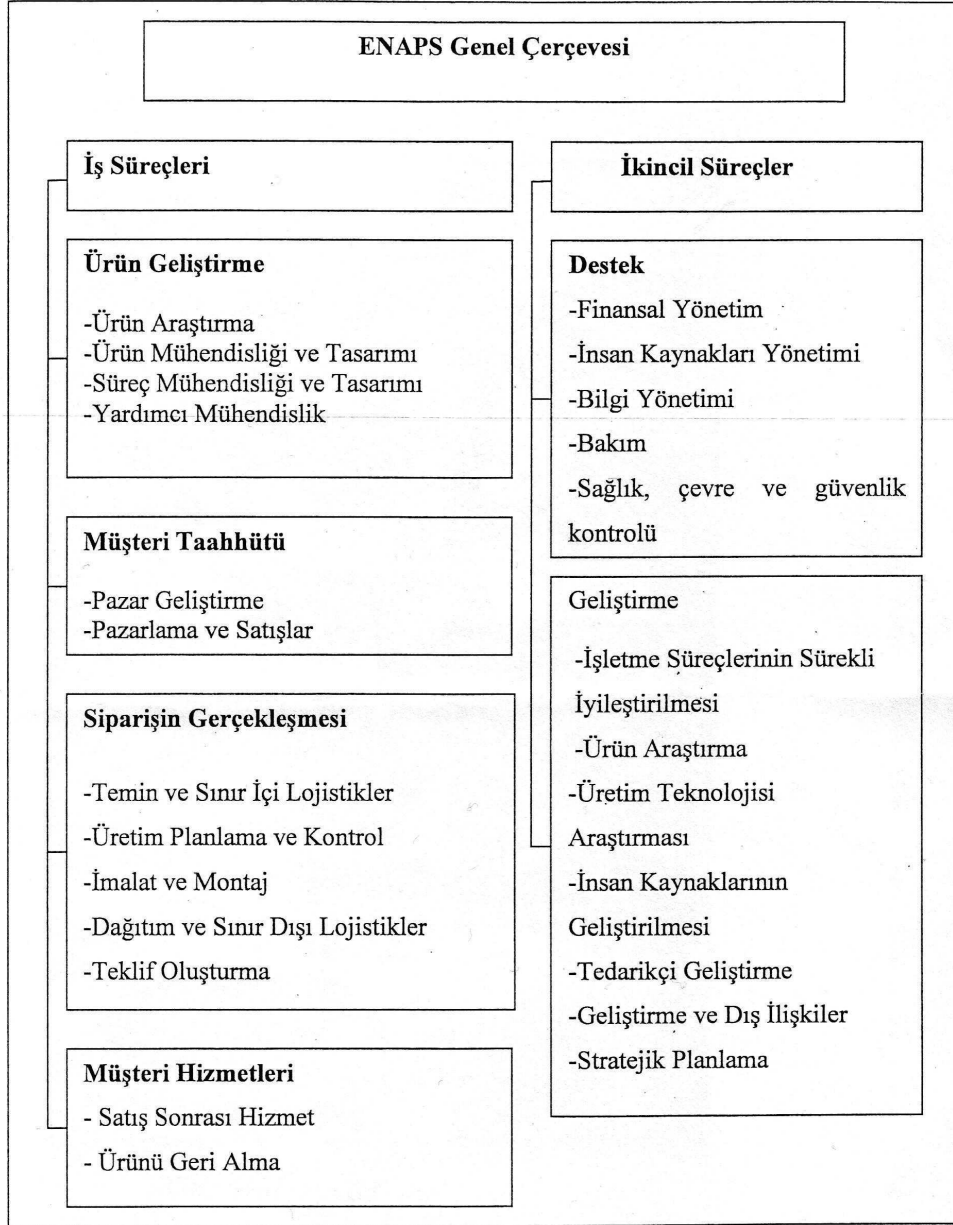 ENAPS Genel Çerçevesi
İş Süreçleri
Ürün Geliştirme
-Ürün Araştırma
-Ürün Mühendisliği ve Tasarımı
-Süreç Mühendisliği ve Tasarımı
-Yardımcı Mühendislik
Müşteri Taahhütü
-Pazar Geliştirme
-Pazarlama ve Satışlar
Siparişin Gerçekleşmesi
-Temin ve Sınır İçi Lojistikler
-Üretim Planlama ve Kontrol
-İmalat ve Montaj
-Dağıtım ve Sınır Dışı Lojistikler
-Teklif Oluşturma
Müşteri Hizmetleri
- Satış Sonrası Hizmet
- Ürünü Geri Alma
İkincil Süreçler
Destek
-Finansal Yönetim
-İnsan Kaynakları Yönetimi
-Bilgi Yönetimi
-Bakım
-Sağlık, çevre ve güvenlik
kontrolü
Geliştirme
-İşletme Süreçlerinin Sürekli
İyileştirilmesi
-Ürün Araştırma
-Üretim Teknolojisi
Araştırması
-İnsan Kaynaklarının
Geliştirilmesi
-Tedarikçi Geliştirme
-Geliştirme ve Dış İlişkiler
-Stratejik Planlama